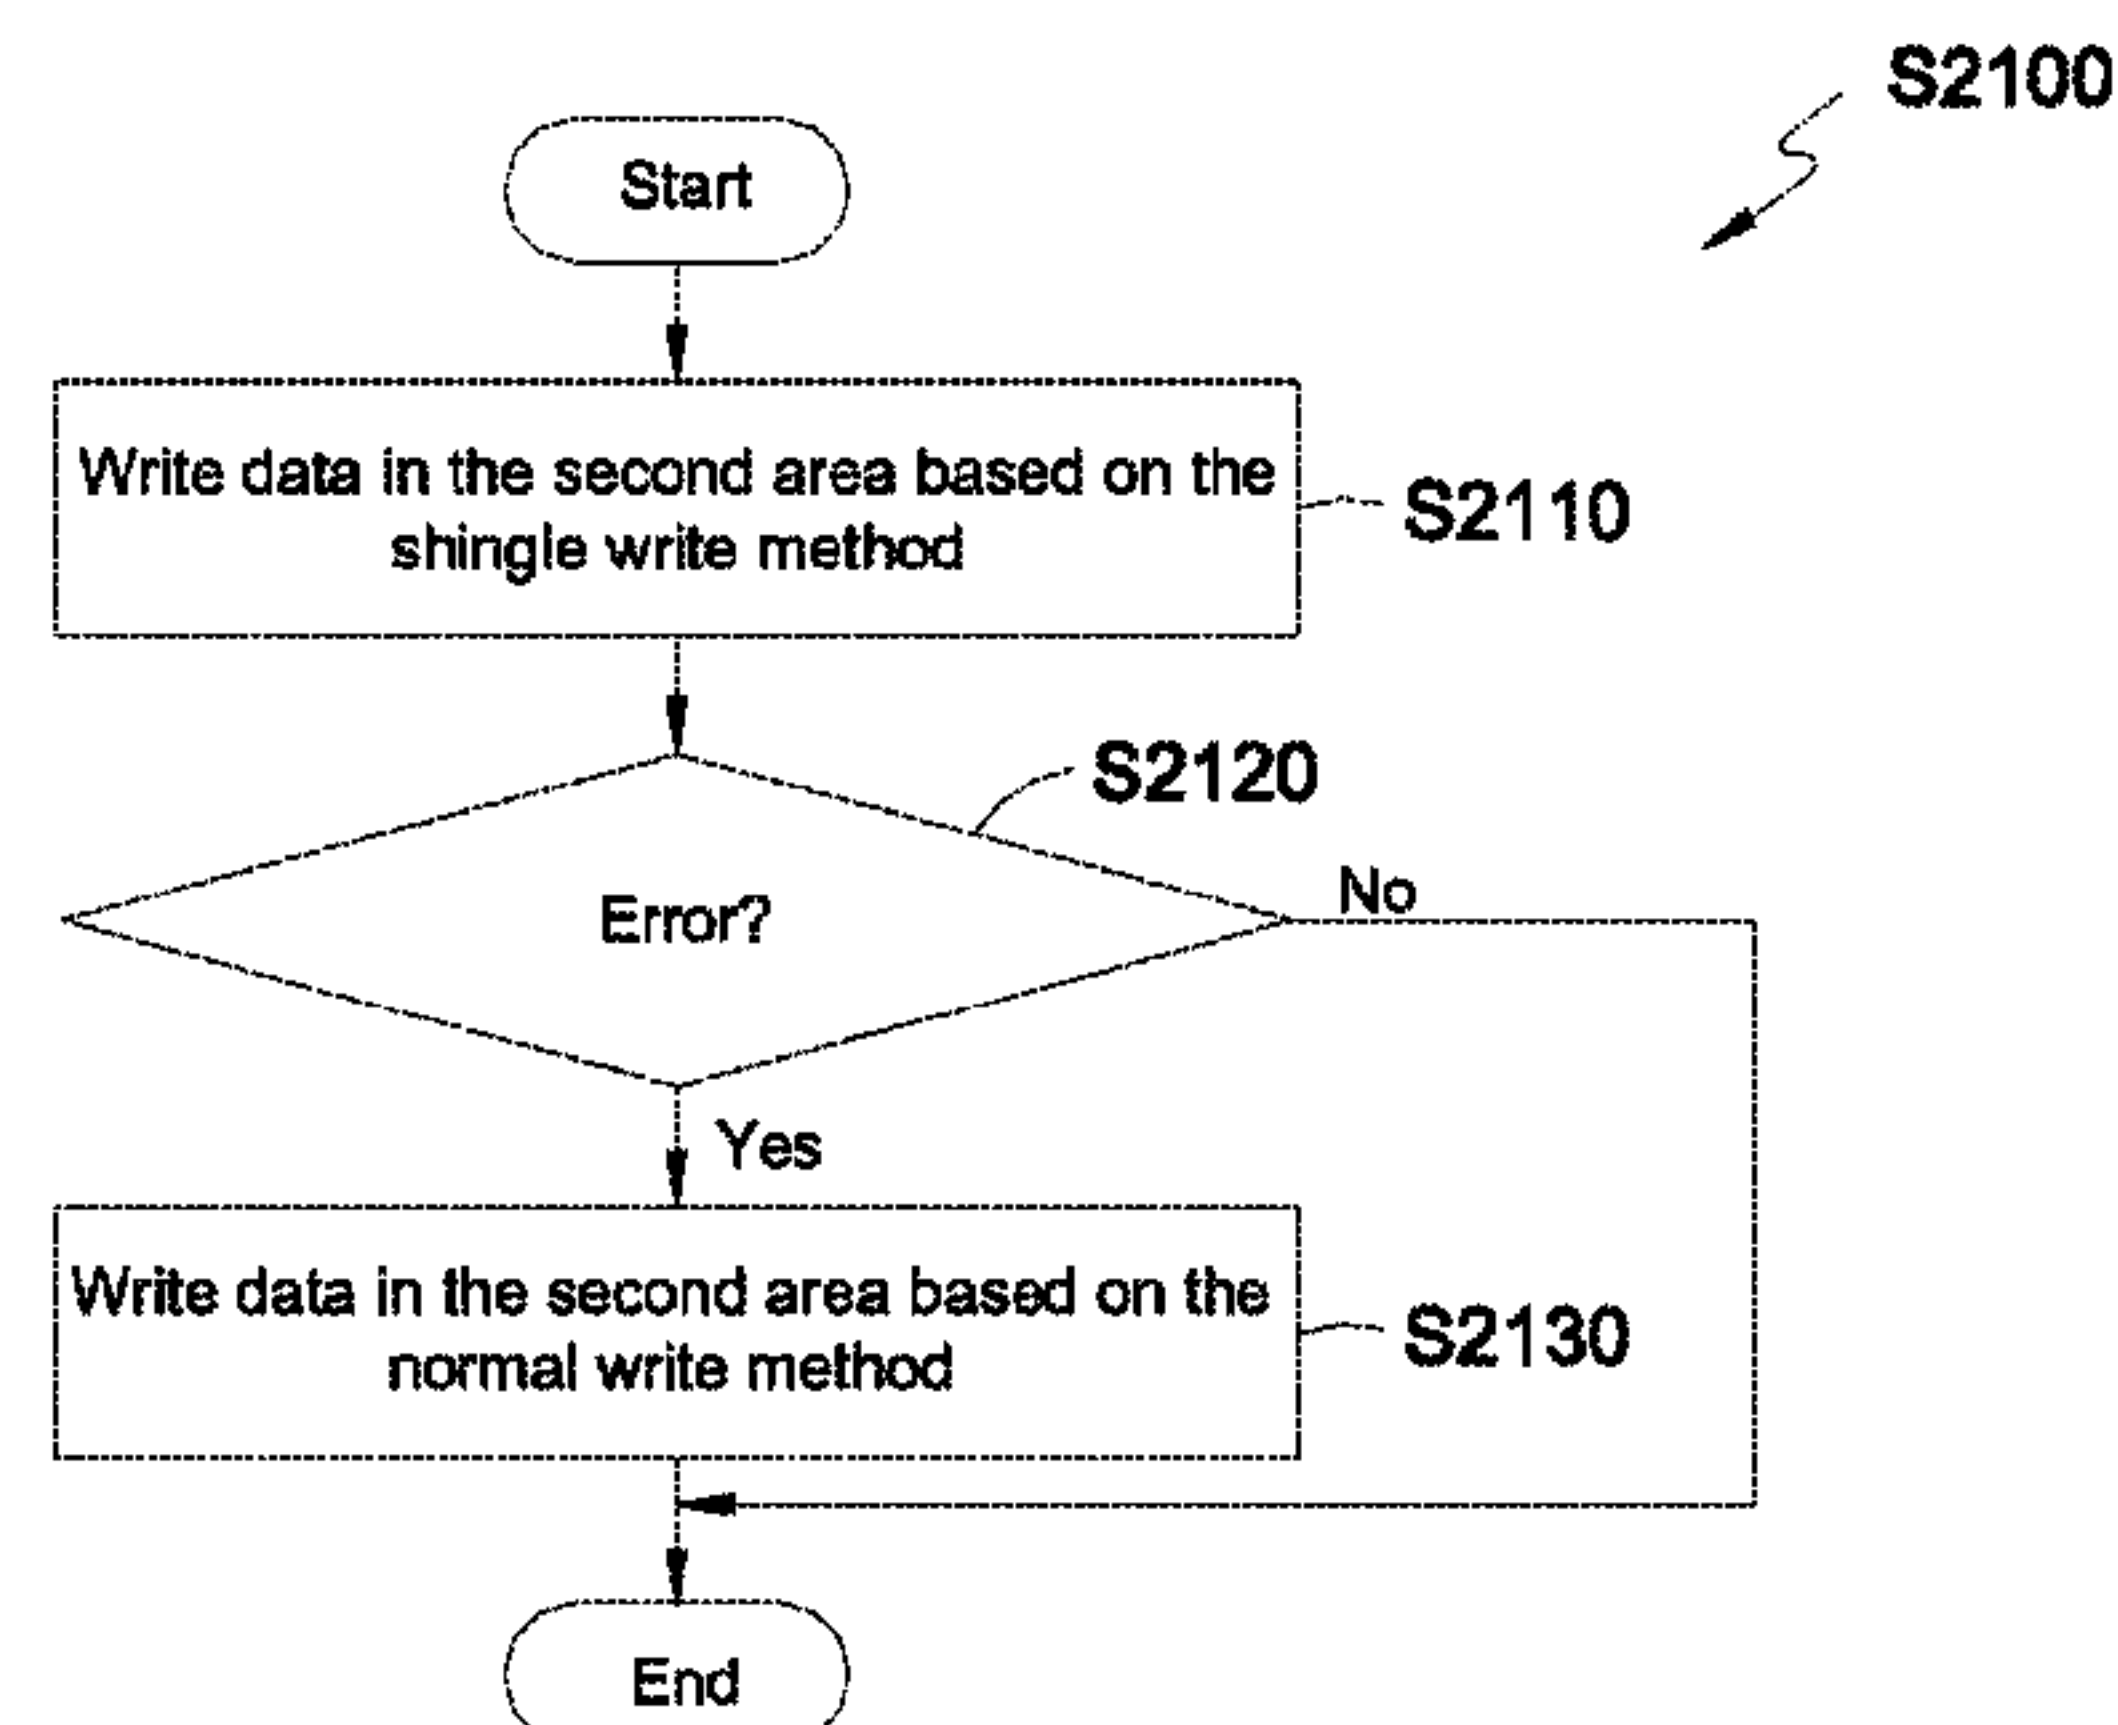 S2100
Start
Write data in the second area based on the
shingle write method
S2110
S2120
Error?
No
Yes
Write data in the second area based on the
normal write method
S2130
End